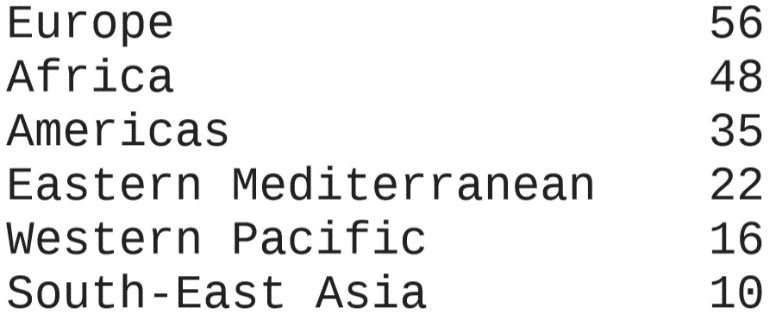 Europe 56
Africa 48
Americas 35
Eastern Mediterranean 22
Western Pacific 16
South-East Asia 10